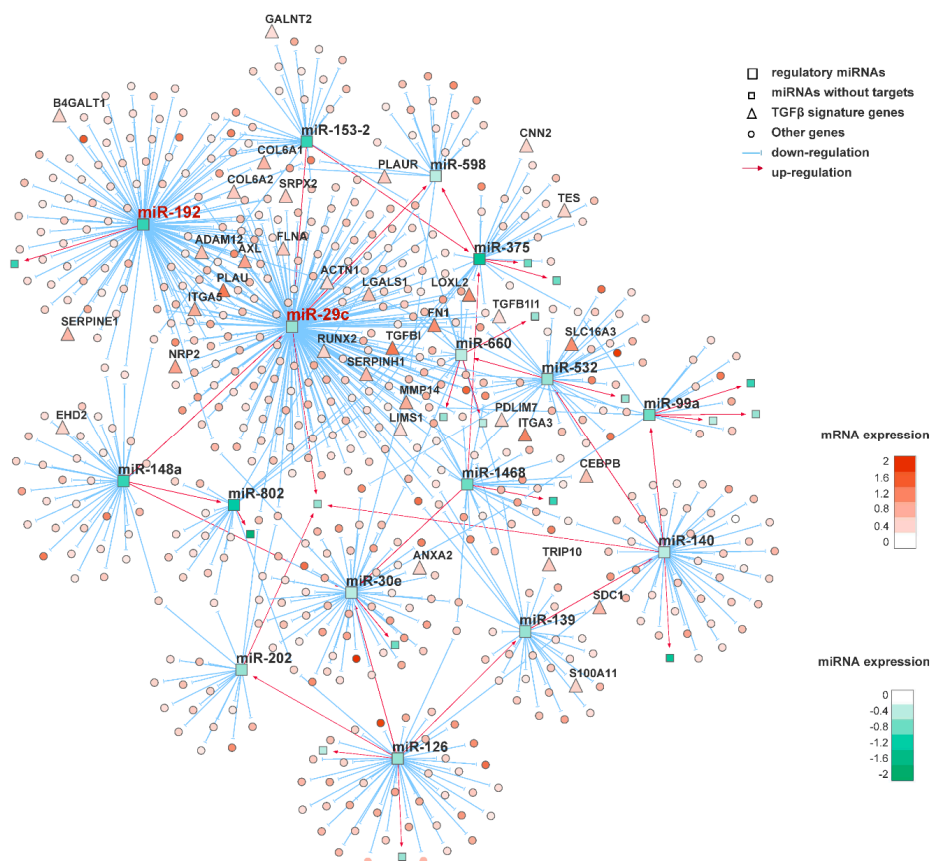 GALNT2
regulatory miRNAs
miRNAs without targets
B4GALT1
TGFβ signature genes
Other genes
miR-153-2
CNN2
down-regulation
COL6A1
PLAUR
miR-598
up-regulation
COL6A2
SRPX2
TES
miR-192
ADAM12
AXL
FLNA
miR-375
PLAU
ACTN1
LGALS1
LOXL2
ITGA5
TGFB1I1
miR-29c
FN1
SERPINE1
SLC16A3
RUNX2
TGFBI
miR-660
NRP2
SERPINH1
miR-532
MMP14
miR-99a
EHD2
LIMS1
PDLIM7
ITGA3
mRNA expression
2
1.6
1.2
0.8
0.4
0
miR-148a
miR-1468
CEBPB
miR-802
miR-140
ANXA2
TRIP10
miR-30e
SDC1
miR-139
miR-202
S100A11
miRNA expression
0
-0.4
-0.8
-1.2
-1.6
-2
miR-126